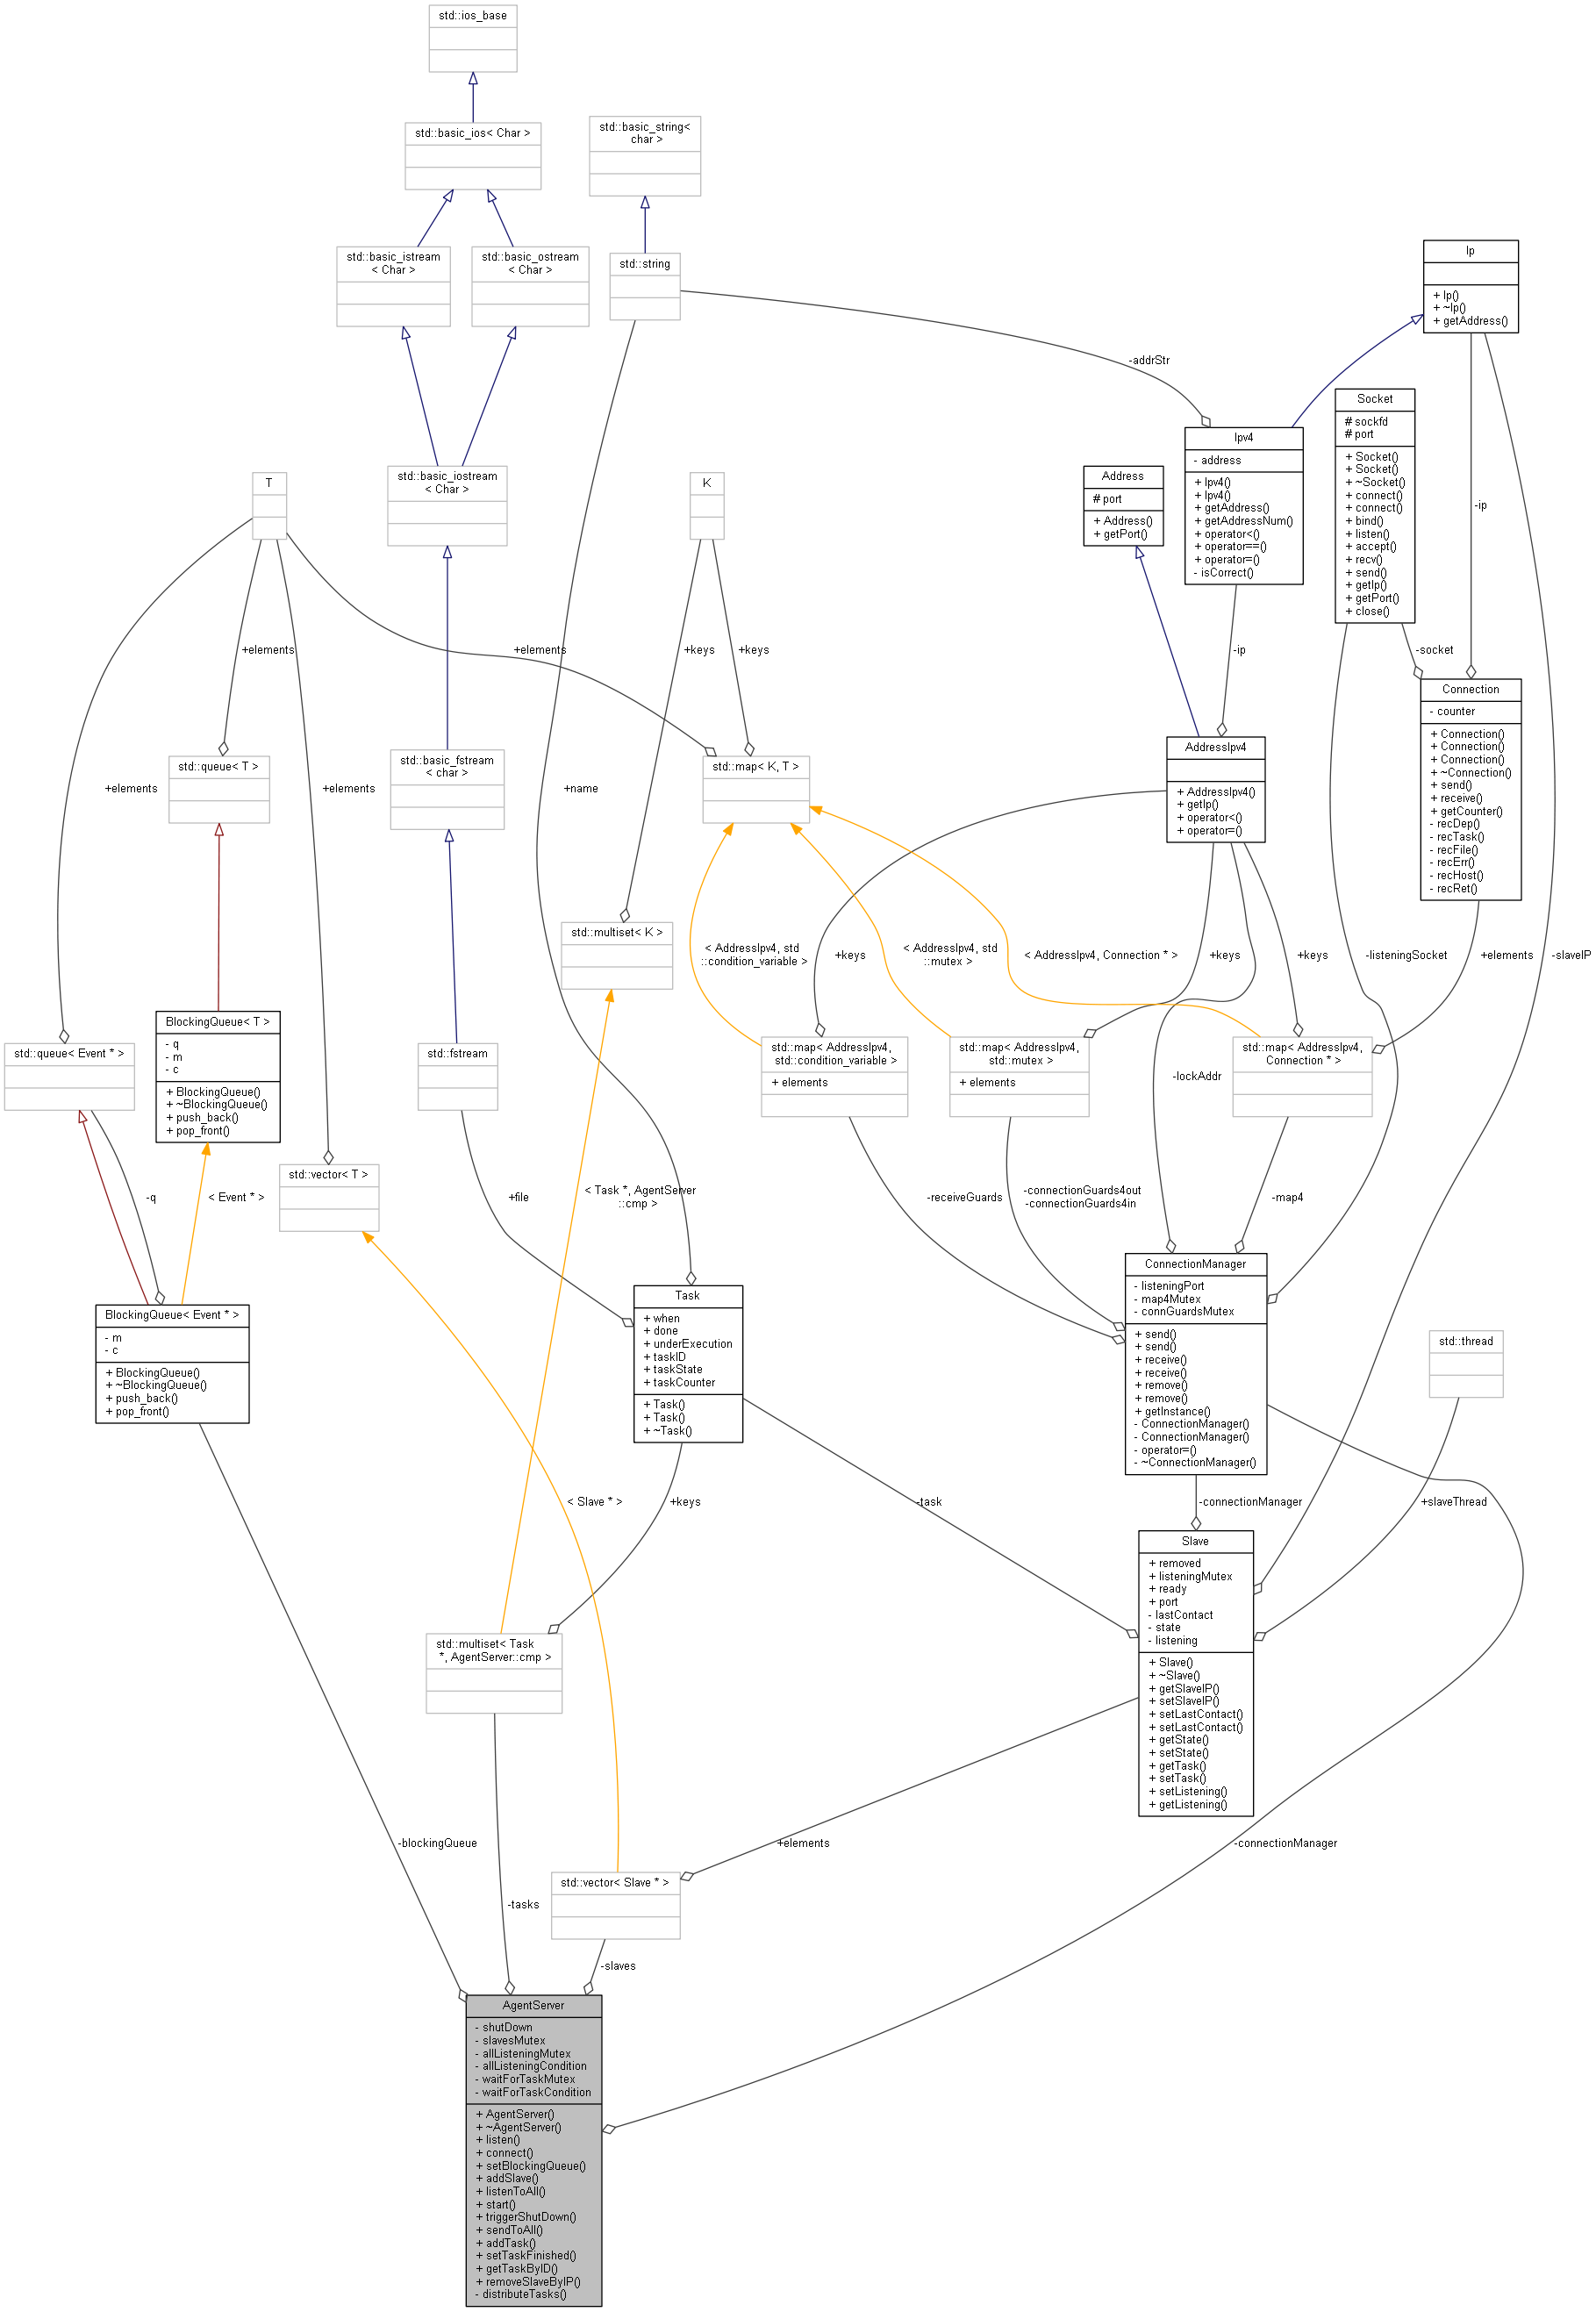 std::ios_base
std::basic_ios< Char >
std::basic_string<
char >
std::basic_istream
< Char >
std::basic_ostream
< Char >
std::string
Ip
+ Ip()
+ ~Ip()
+ getAddress()
-addrStr
Socket
# sockfd
# port
+ Socket()
+ Socket()
+ ~Socket()
+ connect()
+ connect()
+ bind()
+ listen()
+ accept()
+ recv()
+ send()
+ getIp()
+ getPort()
+ close()
Ipv4
- address
+ Ipv4()
+ Ipv4()
+ getAddress()
+ getAddressNum()
+ operator<()
+ operator==()
+ operator=()
- isCorrect()
Address
# port
+ Address()
+ getPort()
std::basic_iostream
< Char >
T
K
-ip
+elements
+elements
+keys
+keys
-ip
-socket
Connection
- counter
+ Connection()
+ Connection()
+ Connection()
+ ~Connection()
+ send()
+ receive()
+ getCounter()
- recDep()
- recTask()
- recFile()
- recErr()
- recHost()
- recRet()
AddressIpv4
+ AddressIpv4()
+ getIp()
+ operator<()
+ operator=()
std::queue< T >
std::basic_fstream
< char >
std::map< K, T >
+elements
+elements
+name
std::multiset< K >
< AddressIpv4, std
::condition_variable >
+keys
< AddressIpv4, std
::mutex >
< AddressIpv4, Connection * >
+keys
+keys
-listeningSocket
+elements
-slaveIP
BlockingQueue< T >
- q
- m
- c
+ BlockingQueue()
+ ~BlockingQueue()
+ push_back()
+ pop_front()
std::queue< Event * >
std::fstream
std::map< AddressIpv4,
std::condition_variable >
+ elements
std::map< AddressIpv4,
std::mutex >
+ elements
std::map< AddressIpv4,
Connection * >
-lockAddr
std::vector< T >
-q
< Event * >
+file
< Task *, AgentServer
::cmp >
-receiveGuards
-connectionGuards4out
-connectionGuards4in
-map4
ConnectionManager
- listeningPort
- map4Mutex
- connGuardsMutex
+ send()
+ send()
+ receive()
+ receive()
+ remove()
+ remove()
+ getInstance()
- ConnectionManager()
- ConnectionManager()
- operator=()
- ~ConnectionManager()
Task
+ when
+ done
+ underExecution
+ taskID
+ taskState
+ taskCounter
+ Task()
+ Task()
+ ~Task()
BlockingQueue< Event * >
- m
- c
+ BlockingQueue()
+ ~BlockingQueue()
+ push_back()
+ pop_front()
std::thread
< Slave * >
+keys
-task
-connectionManager
+slaveThread
Slave
+ removed
+ listeningMutex
+ ready
+ port
- lastContact
- state
- listening
+ Slave()
+ ~Slave()
+ getSlaveIP()
+ setSlaveIP()
+ setLastContact()
+ setLastContact()
+ getState()
+ setState()
+ getTask()
+ setTask()
+ setListening()
+ getListening()
std::multiset< Task
*, AgentServer::cmp >
-blockingQueue
+elements
-connectionManager
std::vector< Slave * >
-tasks
-slaves
AgentServer
- shutDown
- slavesMutex
- allListeningMutex
- allListeningCondition
- waitForTaskMutex
- waitForTaskCondition
+ AgentServer()
+ ~AgentServer()
+ listen()
+ connect()
+ setBlockingQueue()
+ addSlave()
+ listenToAll()
+ start()
+ triggerShutDown()
+ sendToAll()
+ addTask()
+ setTaskFinished()
+ getTaskByID()
+ removeSlaveByIP()
- distributeTasks()